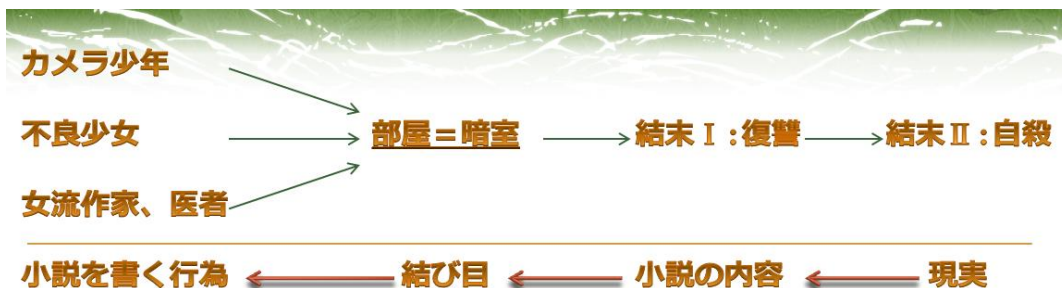 カメラ少年
不良少女
部屋＝暗室
結末Ⅰ:復讐
結末Ⅱ:自殺
女流作家、医者
小説を書く行為
結び目
小説の内容
現実